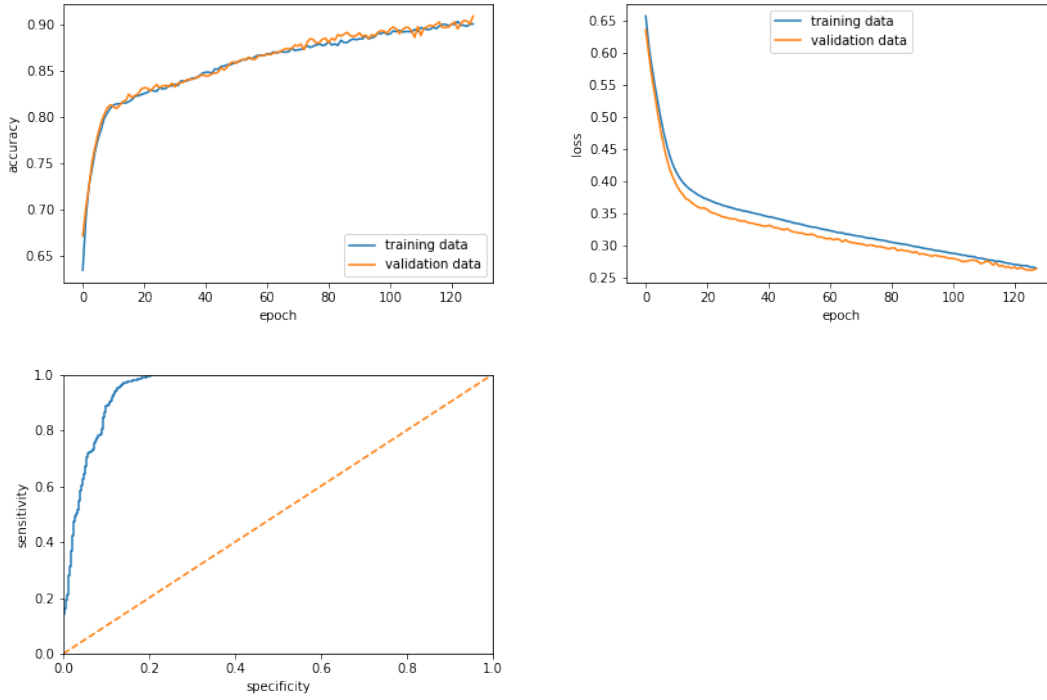 0.90
0.85
0.80
0.75
0.70
0.65
accuracy
training data
validation data
0 20 40 60 80 100 120
epoch
0.65
0.60
0.55
0.50
0.45
0.40
0.35
0.30
0.25
loss
training data
validation data
0 20 40 60 80 100 120
epoch
1.0
0.8
0.6
0.4
0.2
0.0
sensitivity
0.0 0.2 0.4 0.6 0.8 1.0
specificity